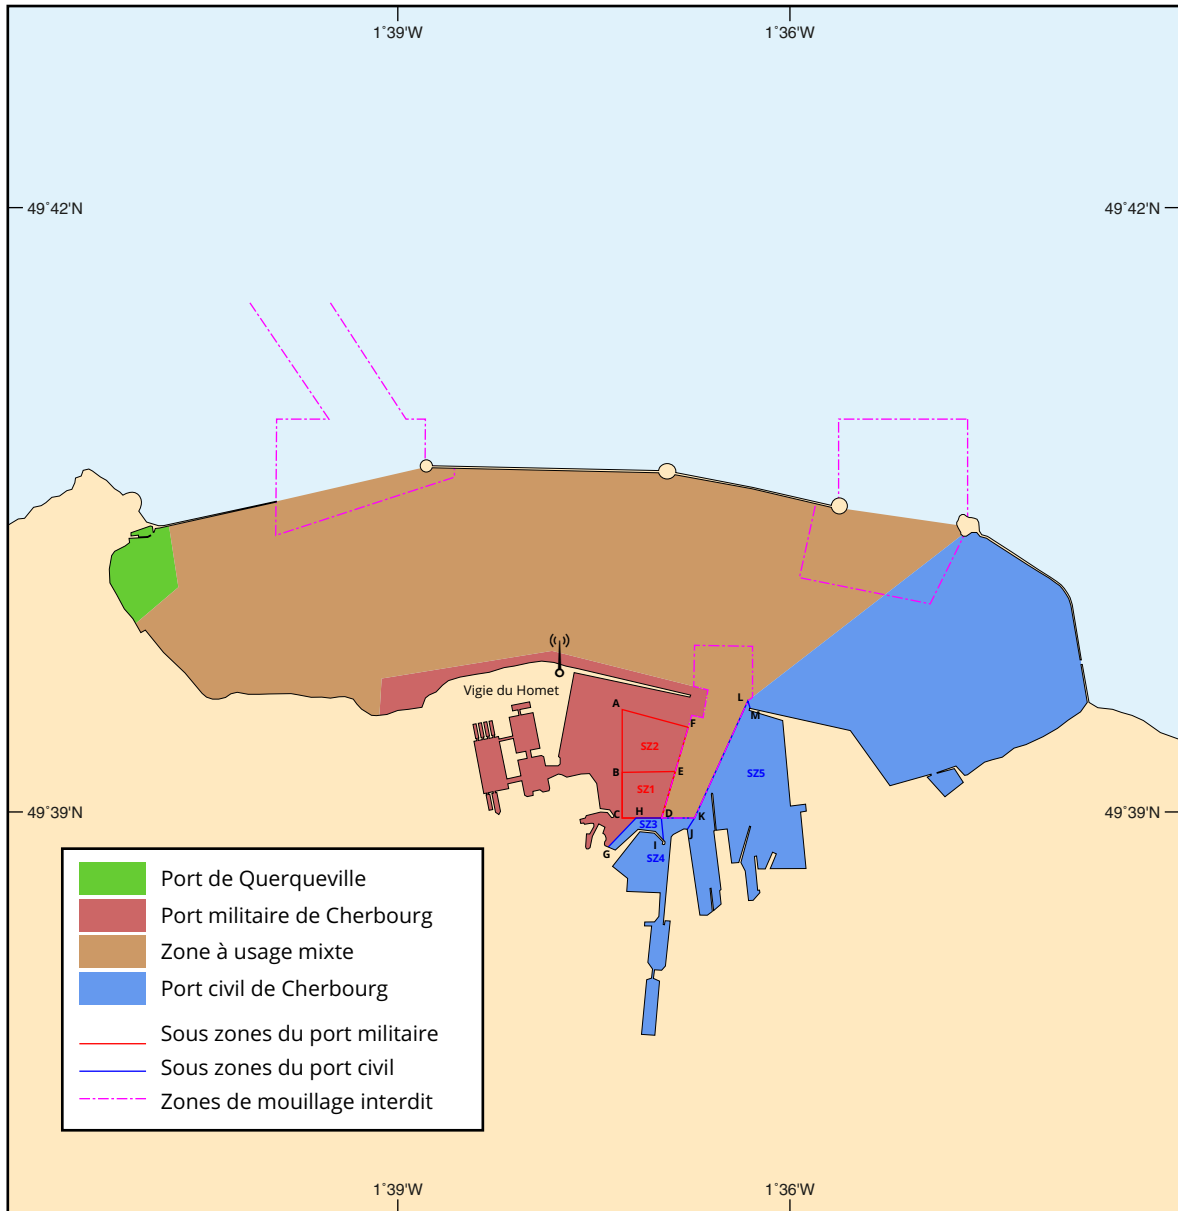 1°39'W 1°36'W
49°42'N 49°42'N
Vigie du Homet
A
L
M
F
SZ2
B E SZ5
SZ1
C H D K
SZ3
J
G I
SZ4
49°39'N 49°39'N
Port de Querqueville
Port militaire de Cherbourg
Zone à usage mixte
Port civil de Cherbourg
Sous zones du port militaire
Sous zones du port civil
Zones de mouillage interdit
1°39'W 1°36'W